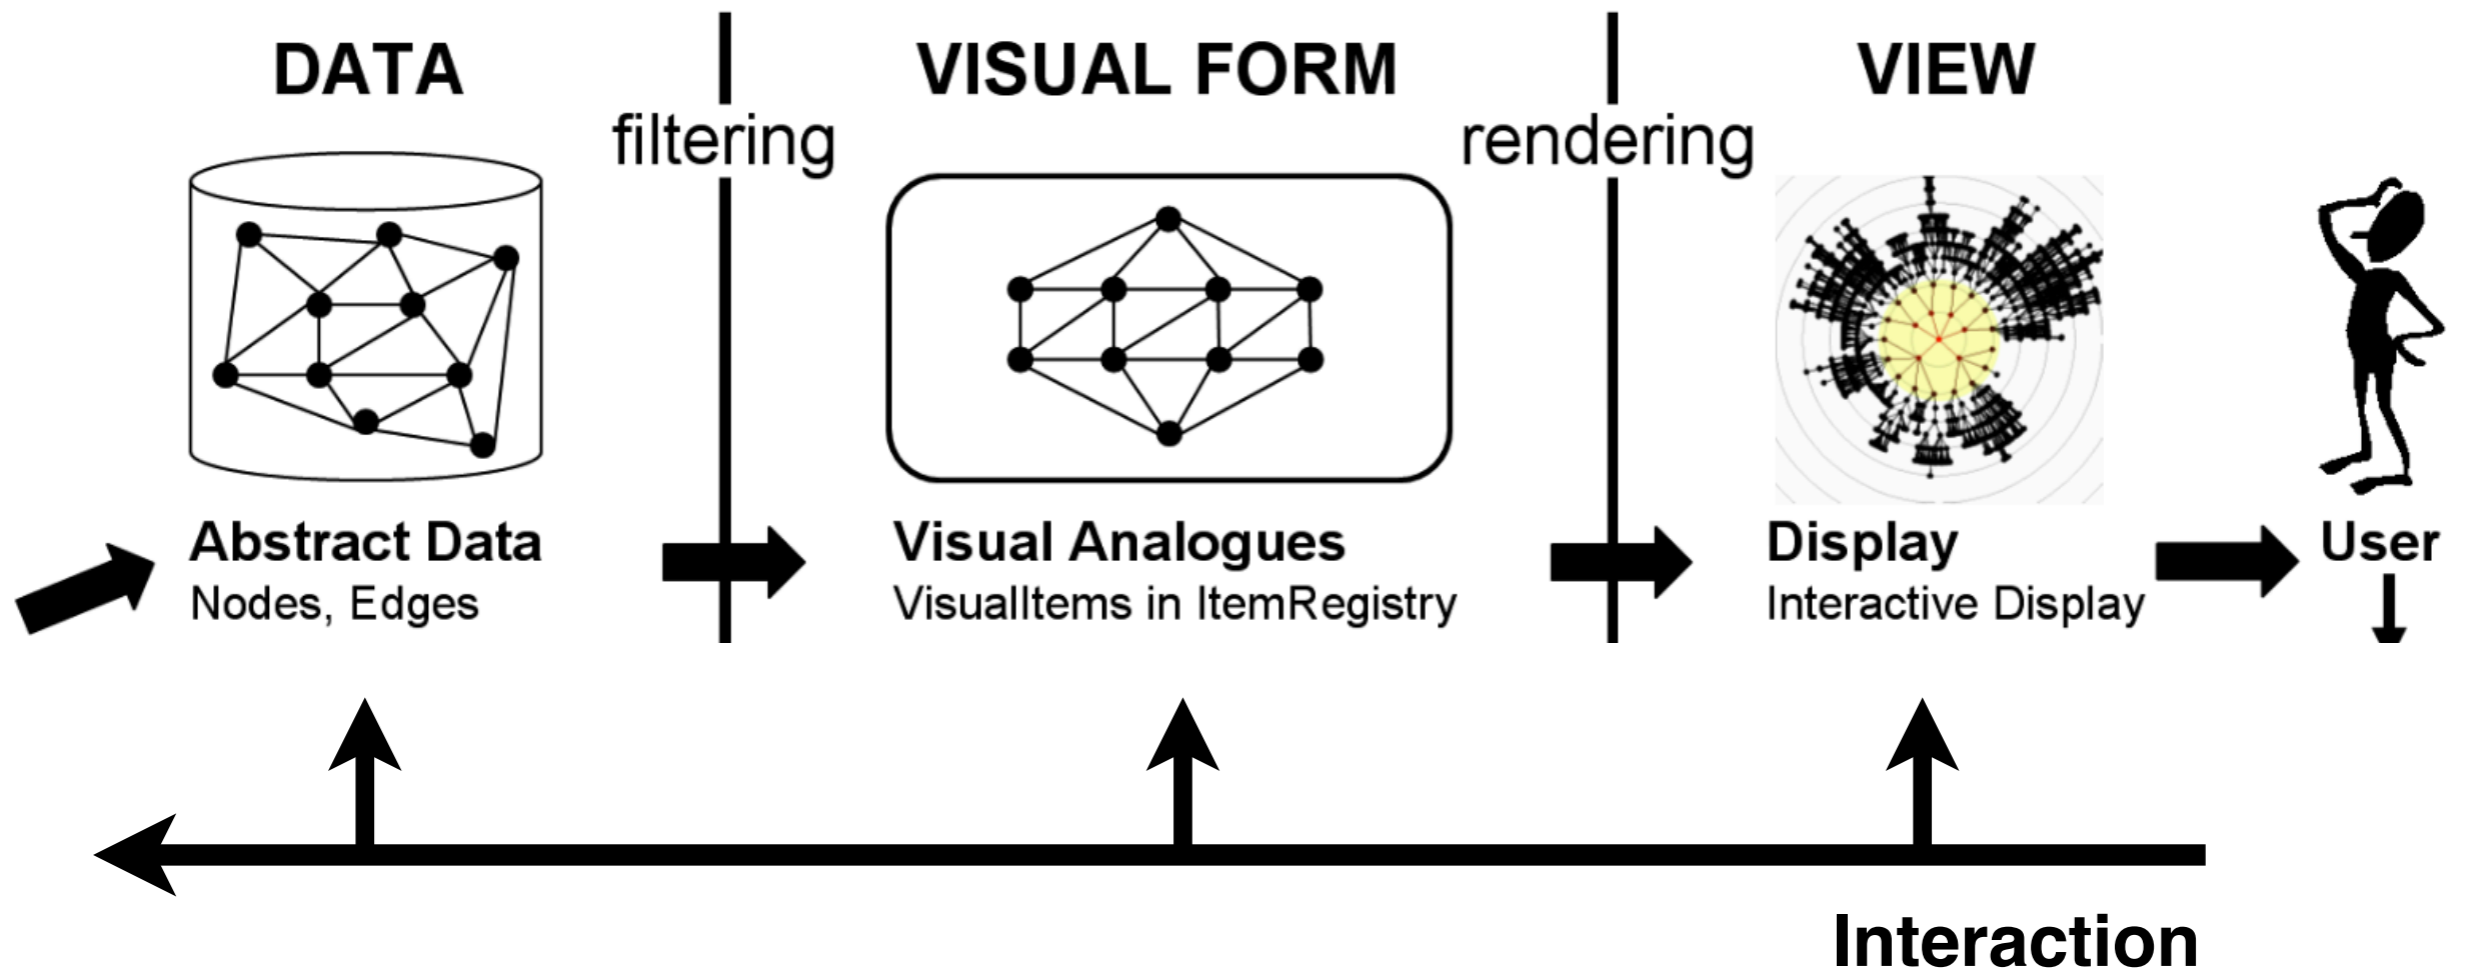 DATA
filtering
VISUAL FORM
rendering
VIEW
Abstract Data
Nodes, Edges
Visual Analogues
VisualItems in ItemRegistry
Display
Interactive Display
User
Interaction